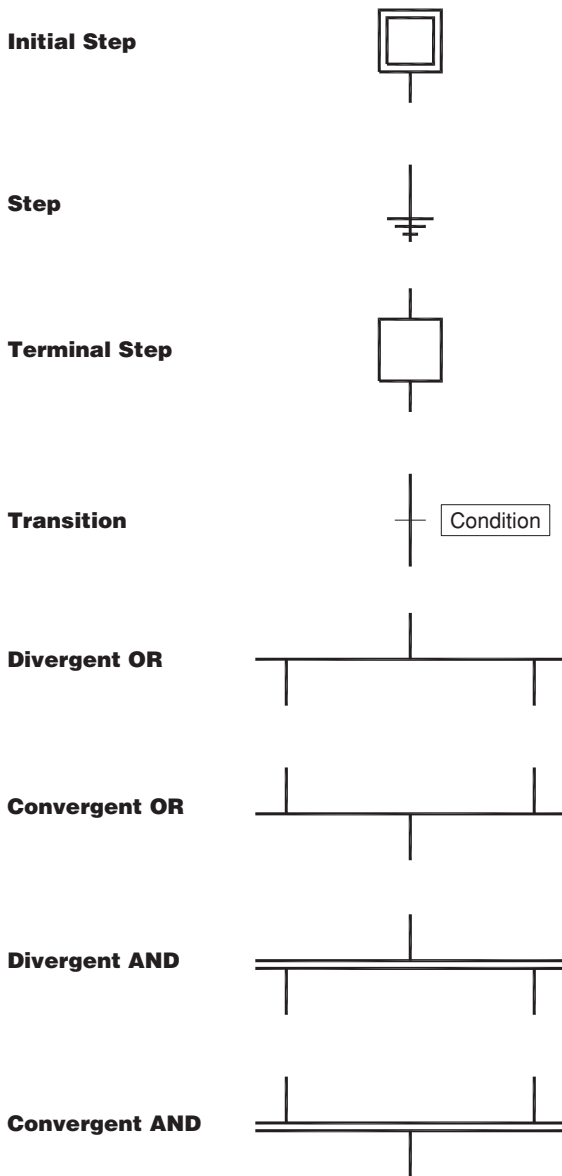 Initial Step
Step
Terminal Step
Transition
Condition
Divergent OR
Convergent OR
Divergent AND
Convergent AND